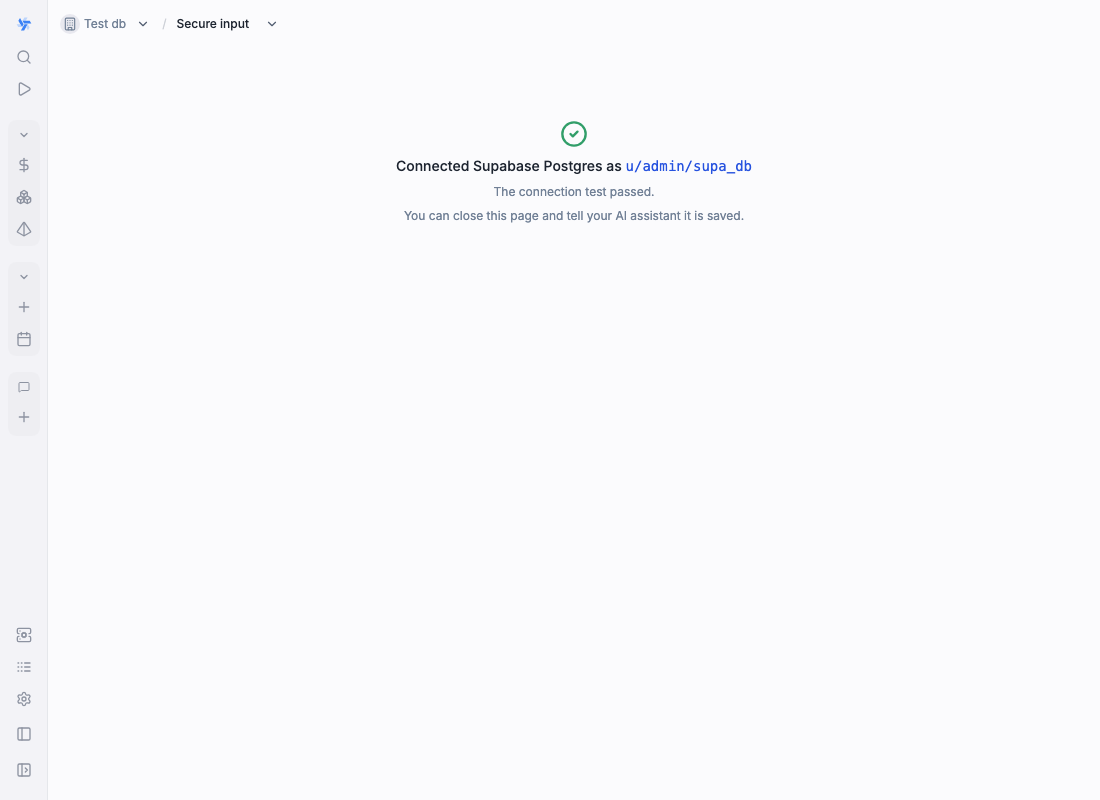 Test db / Secure input
Connected Supabase Postgres as u/admin/supa_db
The connection test passed.
You can close this page and tell your AI assistant it is saved.